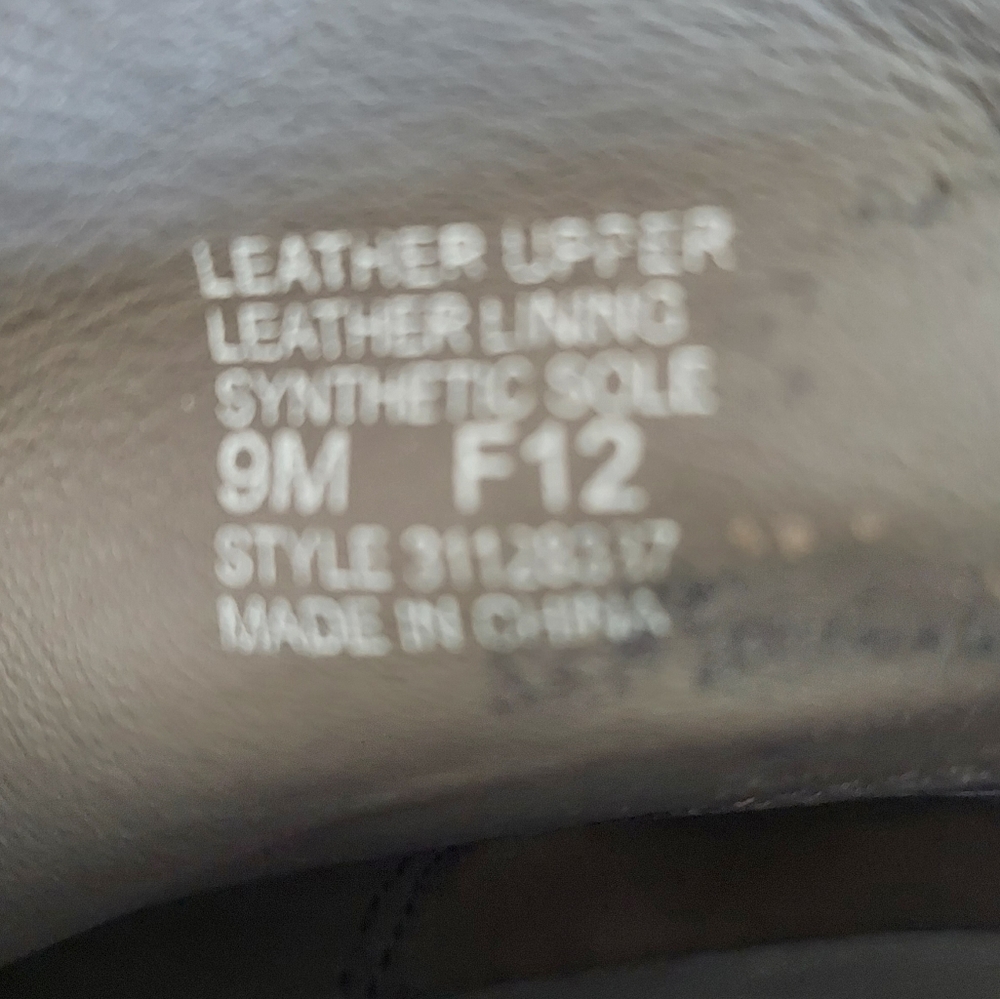 LEATHER UPPER
LEATHER LINING
SYNTHETIC SOLE
9M F12
STYLE
MADE IN CHINA